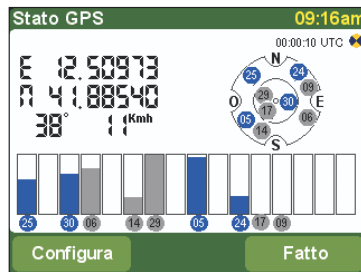 Stato GPS 09:16am
00:00:10 UTC
E 12.50973
N 41.88540
38° 11 Kmh
N
25 24
29 09
O 30 E
17
05 06
14
S
25 30 06 14 29 05 24 17 09
Configura Fatto